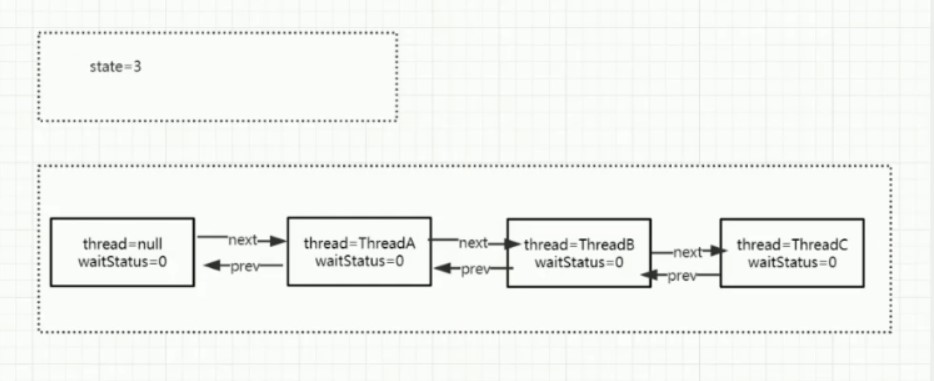 state=3
thread=null
waitStatus=0
next
prev
thread=ThreadA
waitStatus=0
next
prev
thread=ThreadB
waitStatus=0
next
prev
thread=ThreadC
waitStatus=0